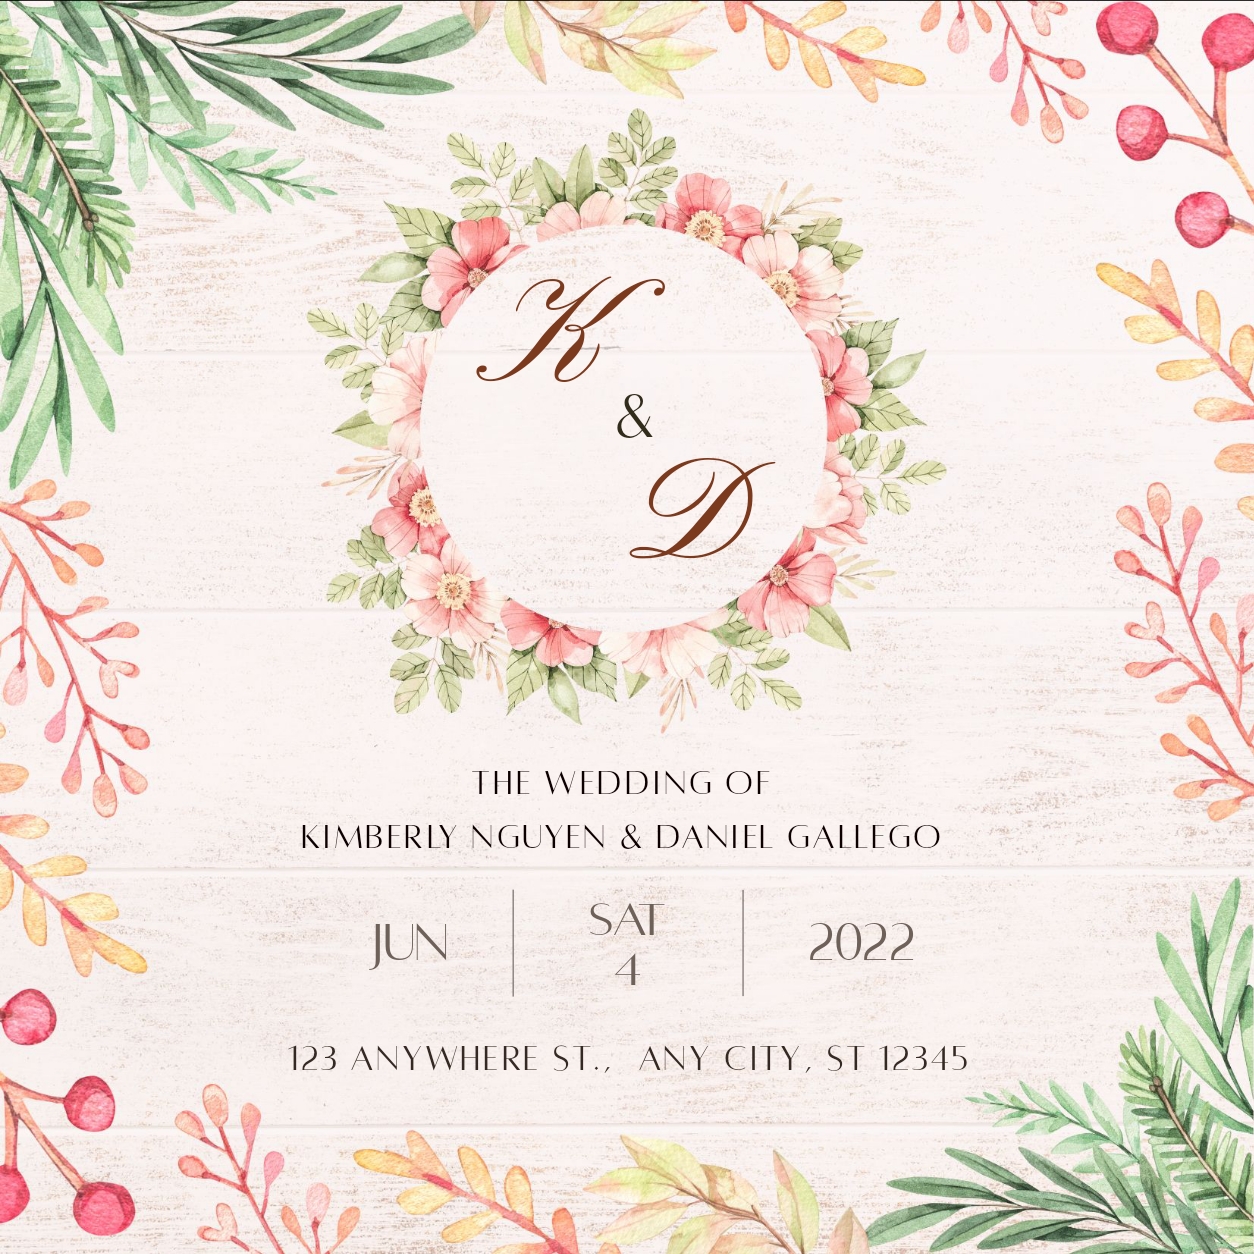 K
&
D
THE WEDDING OF
KIMBERLY NGUYEN & DANIEL GALLEGO
JUN
SAT
4
2022
123 ANYWHERE ST., ANY CITY, ST 12345